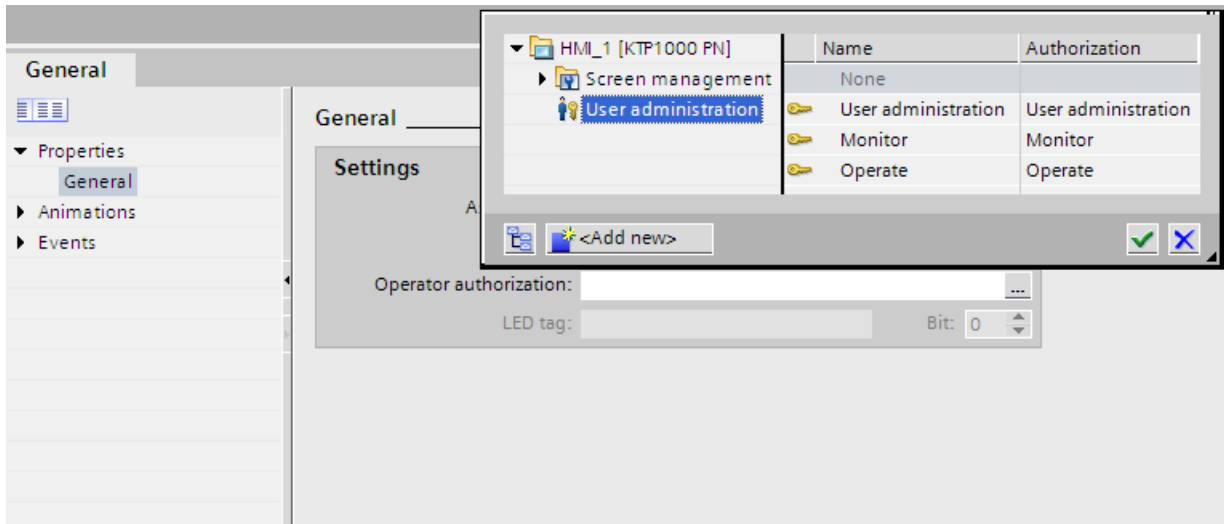 General
Properties
General
Animations
Events
General
Settings
Operator authorization:
LED tag:
Bit: 0
HMI_1 [KTP1000 PN]
Screen management
User administration
Name Authorization
None
User administration User administration
Monitor Monitor
Operate Operate
<Add new>
...